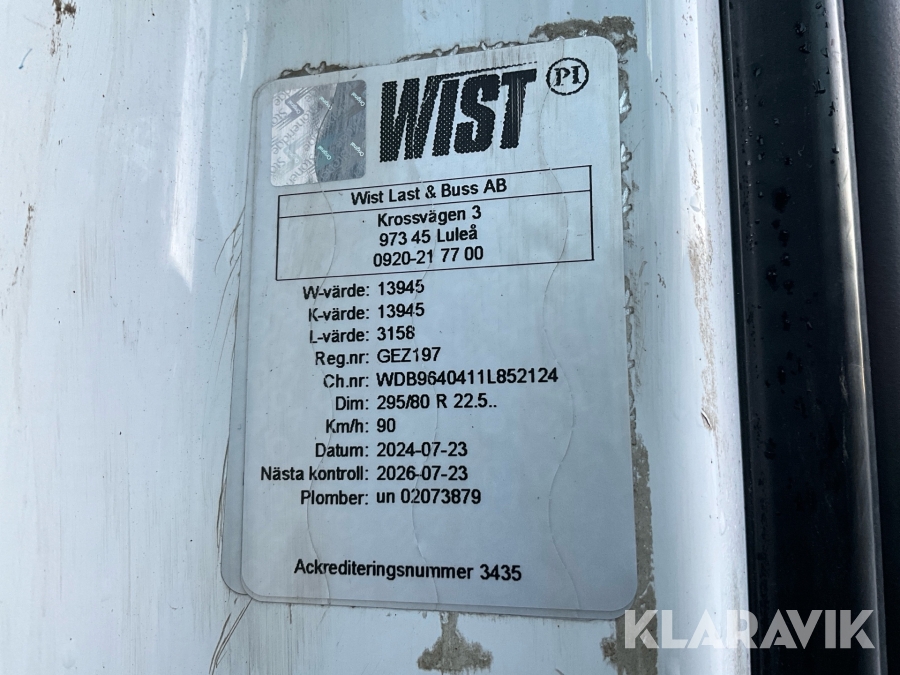 WIST PI
Wist Last & Buss AB
Krossvägen 3
973 45 Luleå
0920-21 77 00
W-värde: 13945
K-värde: 13945
L-värde: 3158
Reg.nr: GEZ197
Ch.nr: WDB9640411L852124
Dim: 295/80 R 22.5..
Km/h: 90
Datum: 2024-07-23
Nästa kontroll: 2026-07-23
Plomber: un 02073879
Ackrediteringsnummer 3435
KLARAVIK